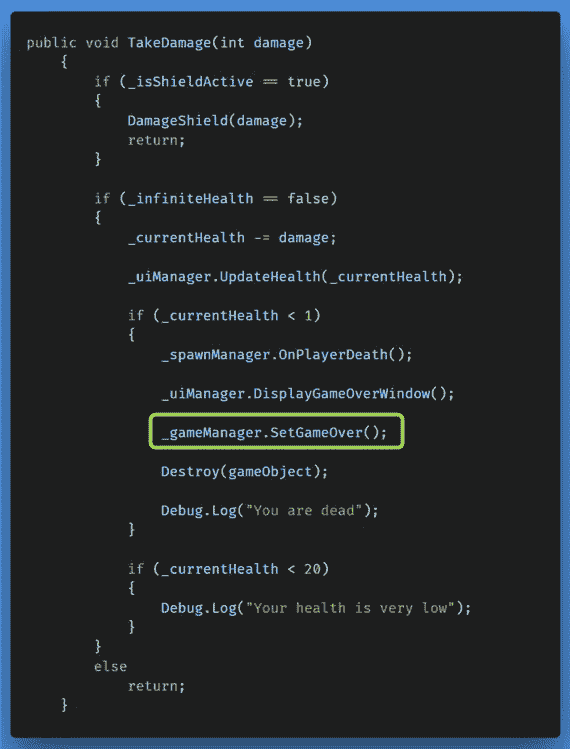 public void TakeDamage(int damage)
{
if (_isShieldActive == true)
{
DamageShield(damage);
return;
}
if (_infiniteHealth == false)
{
_currentHealth -= damage;
_uiManager.UpdateHealth(_currentHealth);
if (_currentHealth < 1)
{
_spawnManager.OnPlayerDeath();
_uiManager.DisplayGameOverWindow();
_gameManager.SetGameOver();
Destroy(gameObject);
Debug.Log("You are dead");
}
if (_currentHealth < 20)
{
Debug.Log("Your health is very low");
}
}
else
return;
}